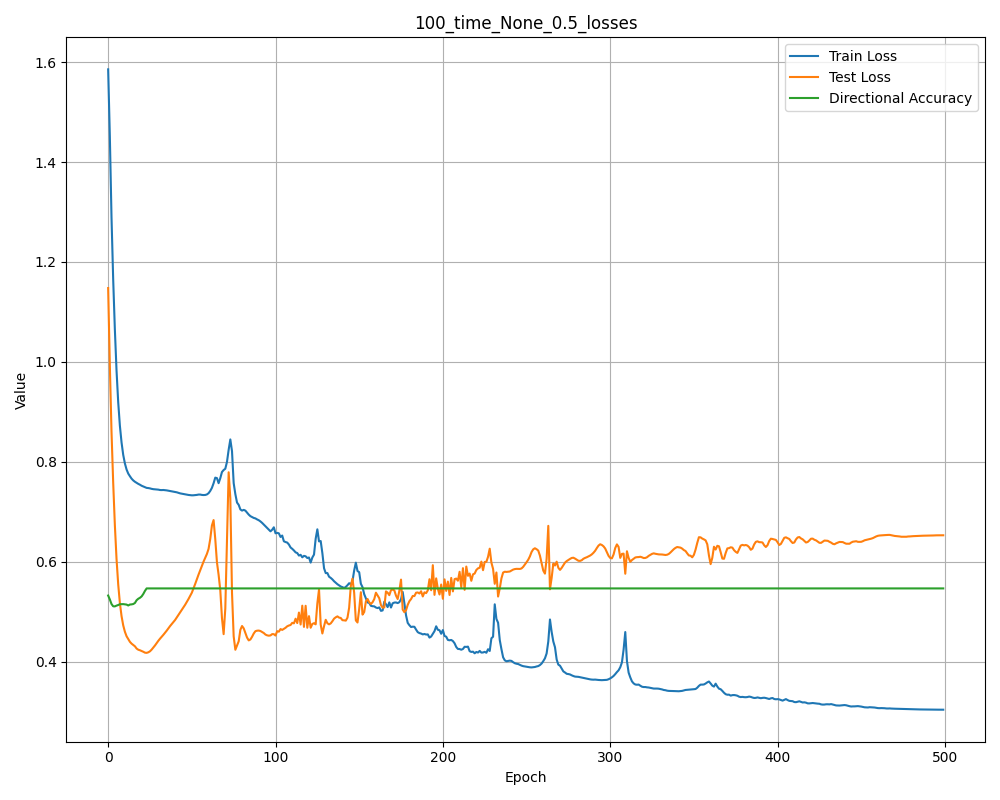 100_time_None_0.5_losses
Train Loss
Test Loss
Directional Accuracy
1.6
1.4
1.2
1.0
0.8
0.6
0.4
Value
0 100 200 300 400 500
Epoch